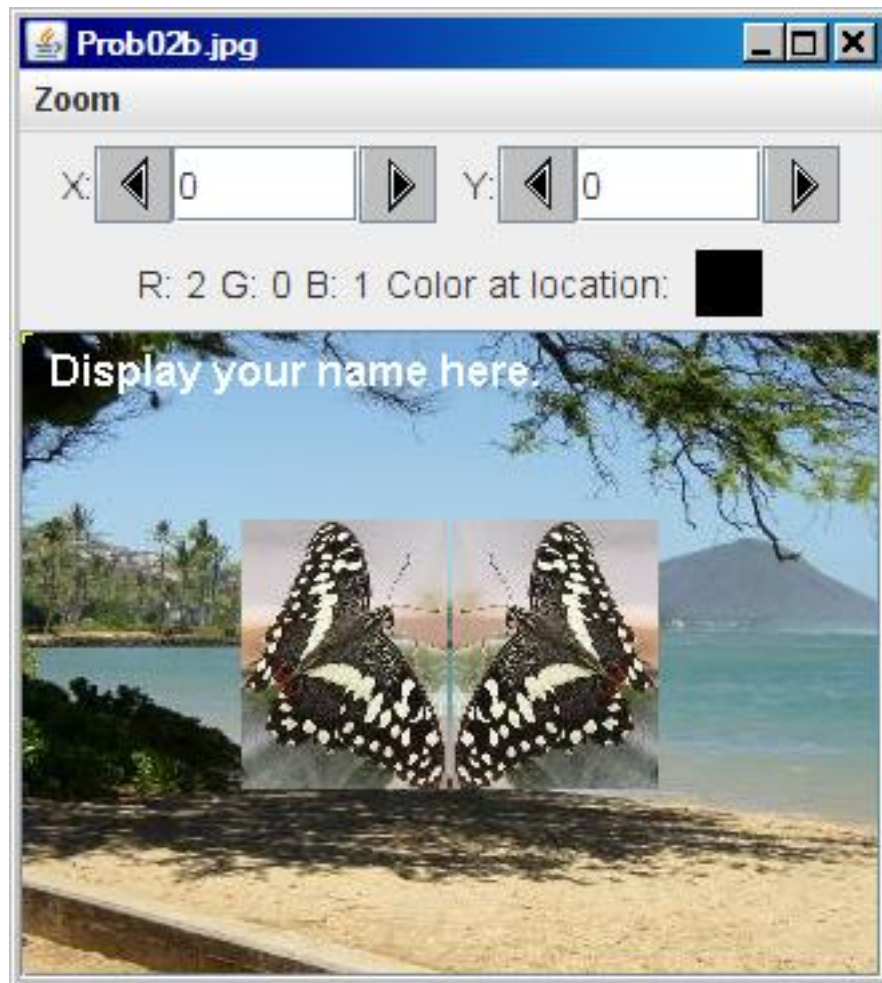 Prob02b.jpg
Zoom
X: 0 Y: 0
R: 2 G: 0 B: 1 Color at location:
Display your name here.